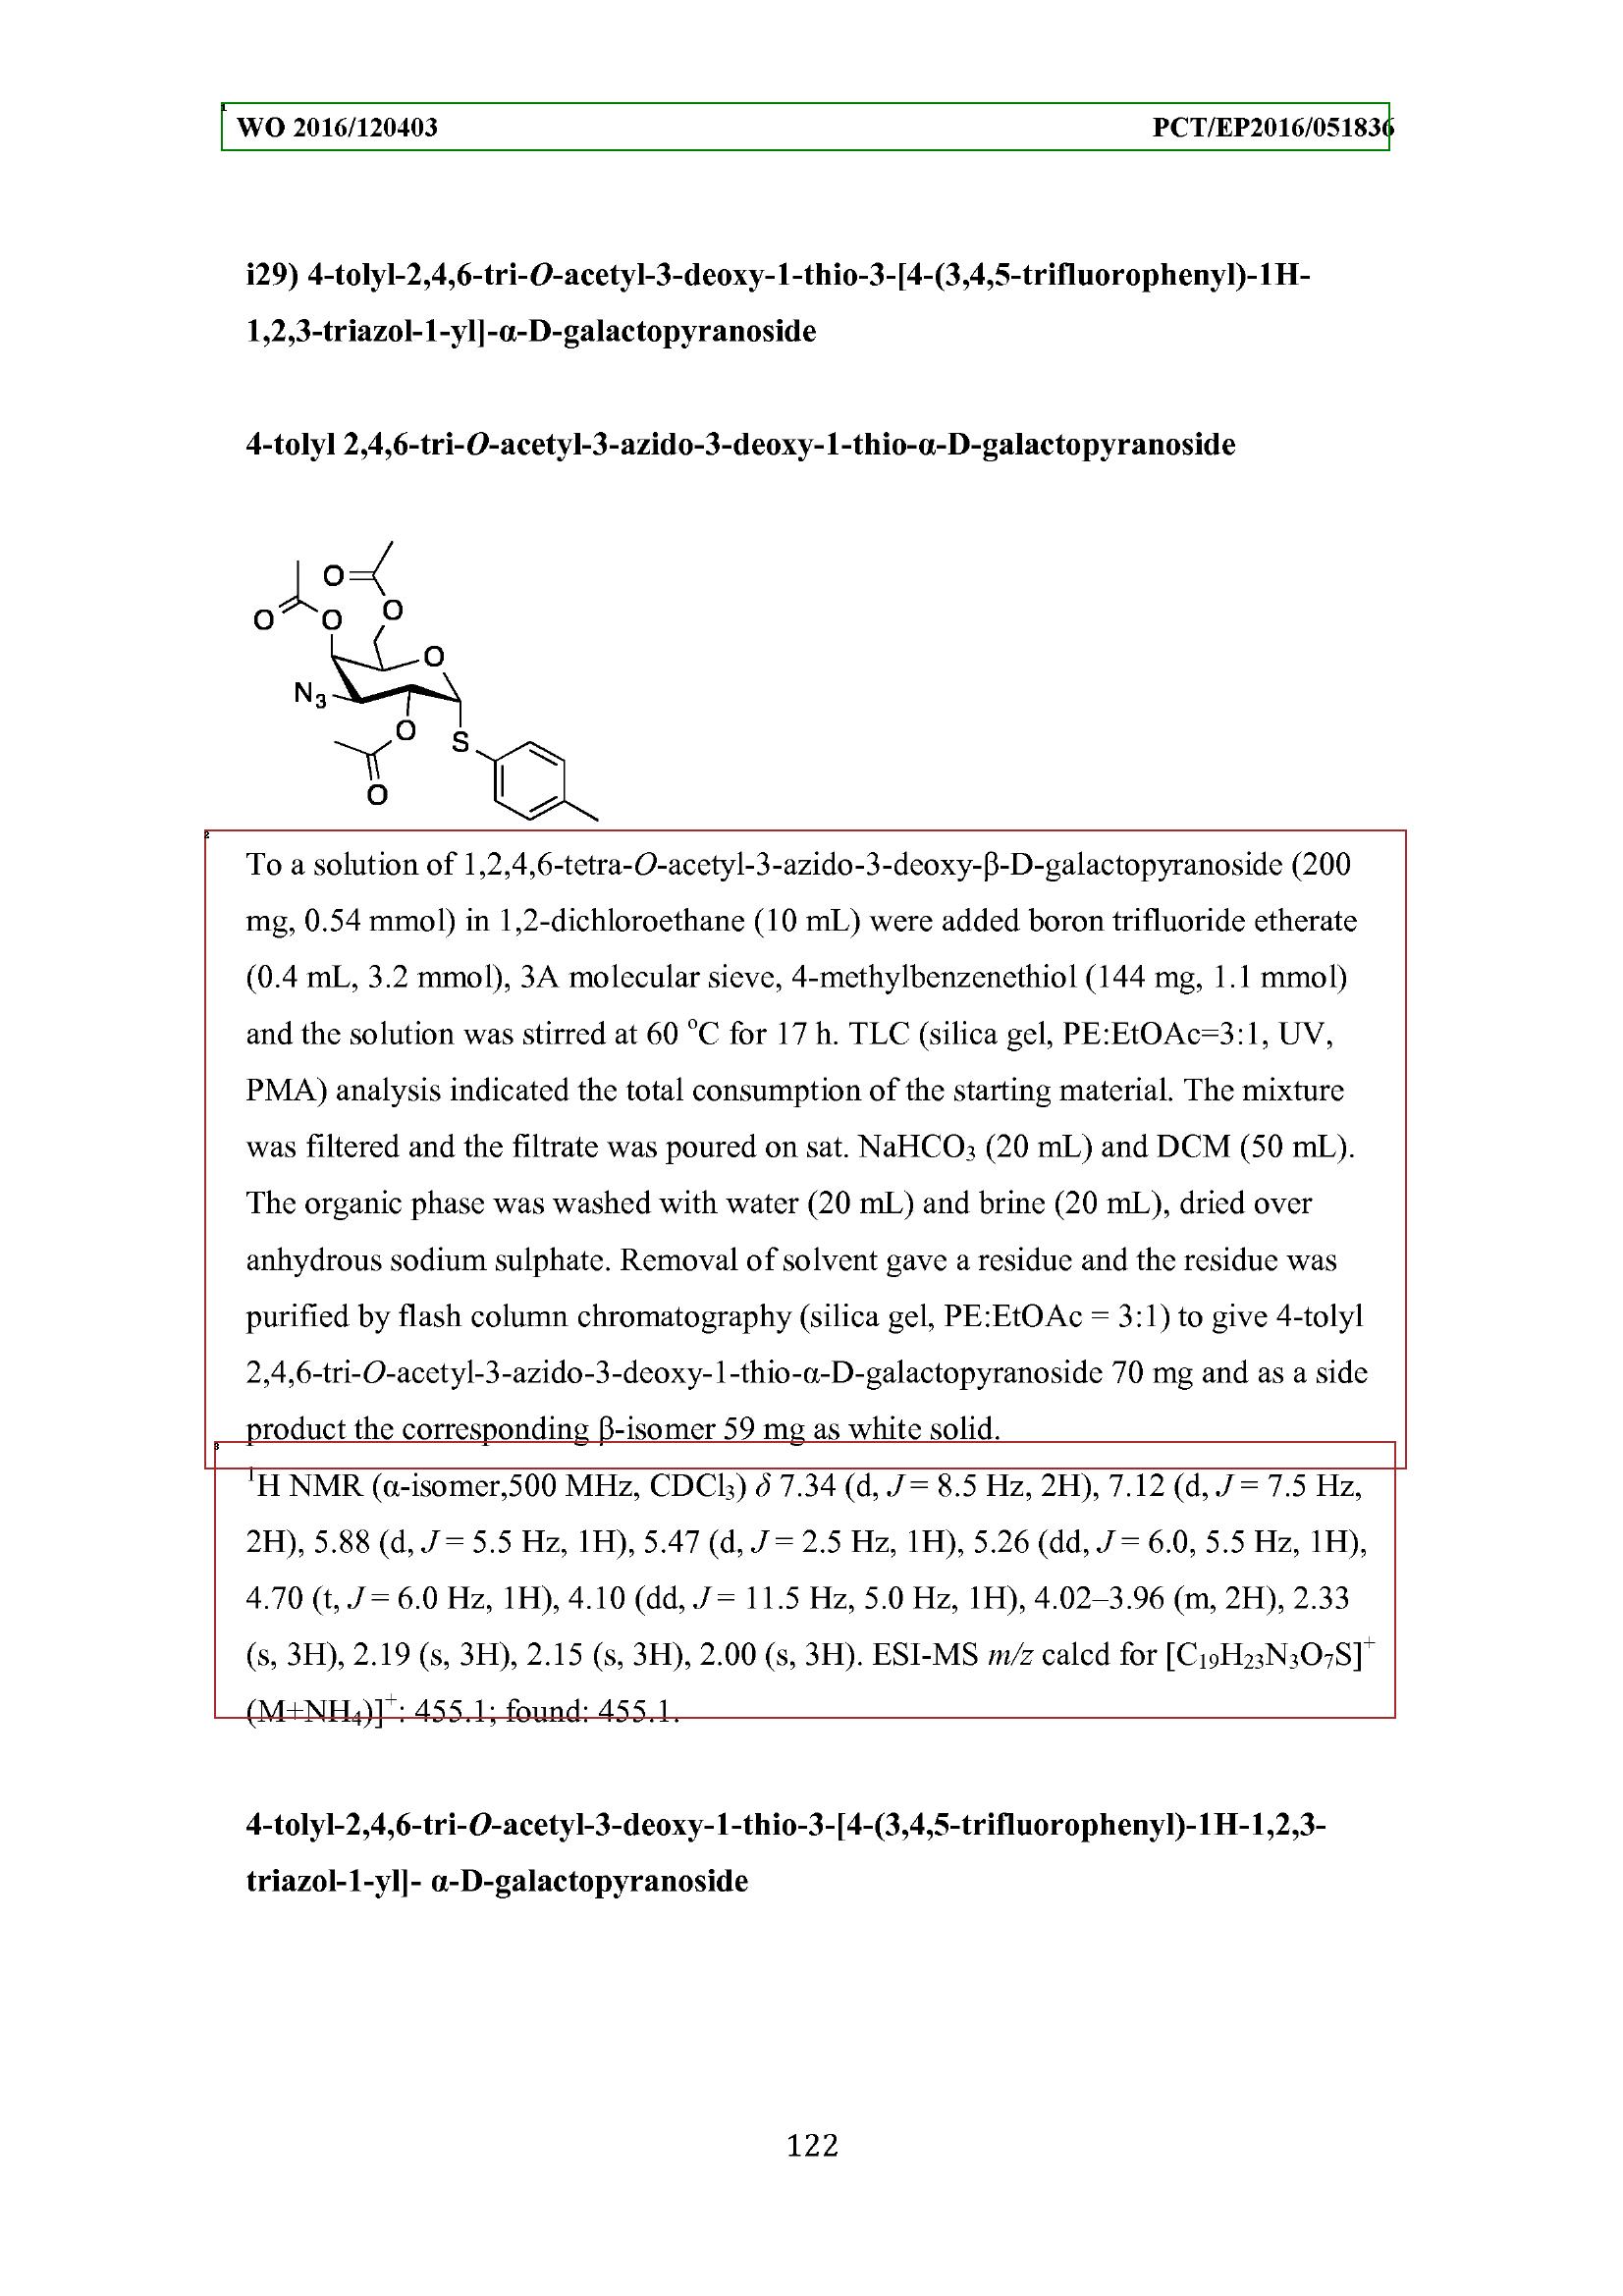 WO 2016/120403 PCT/EP2016/051836
i29) 4-tolyl-2,4,6-tri-O-acetyl-3-deoxy-1-thio-3-[4-(3,4,5-trifluorophenyl)-1H-
1,2,3-triazol-1-yl]-α-D-galactopyranoside
4-tolyl 2,4,6-tri-O-acetyl-3-azido-3-deoxy-1-thio-α-D-galactopyranoside
O
O
O
O
O
N3
O
S
O
2
To a solution of 1,2,4,6-tetra-O-acetyl-3-azido-3-deoxy-β-D-galactopyranoside (200
mg, 0.54 mmol) in 1,2-dichloroethane (10 mL) were added boron trifluoride etherate
(0.4 mL, 3.2 mmol), 3A molecular sieve, 4-methylbenzenethiol (144 mg, 1.1 mmol)
and the solution was stirred at 60 °C for 17 h. TLC (silica gel, PE:EtOAc=3:1, UV,
PMA) analysis indicated the total consumption of the starting material. The mixture
was filtered and the filtrate was poured on sat. NaHCO₃ (20 mL) and DCM (50 mL).
The organic phase was washed with water (20 mL) and brine (20 mL), dried over
anhydrous sodium sulphate. Removal of solvent gave a residue and the residue was
purified by flash column chromatography (silica gel, PE:EtOAc = 3:1) to give 4-tolyl
2,4,6-tri-O-acetyl-3-azido-3-deoxy-1-thio-α-D-galactopyranoside 70 mg and as a side
product the corresponding β-isomer 59 mg as white solid.
3
¹H NMR (α-isomer,500 MHz, CDCl₃) δ 7.34 (d, J = 8.5 Hz, 2H), 7.12 (d, J = 7.5 Hz,
2H), 5.88 (d, J = 5.5 Hz, 1H), 5.47 (d, J = 2.5 Hz, 1H), 5.26 (dd, J = 6.0, 5.5 Hz, 1H),
4.70 (t, J = 6.0 Hz, 1H), 4.10 (dd, J = 11.5 Hz, 5.0 Hz, 1H), 4.02–3.96 (m, 2H), 2.33
(s, 3H), 2.19 (s, 3H), 2.15 (s, 3H), 2.00 (s, 3H). ESI-MS m/z calcd for [C₁₉H₂₃N₃O₇S]⁺
(M+NH₄)]⁺: 455.1; found: 455.1.
4-tolyl-2,4,6-tri-O-acetyl-3-deoxy-1-thio-3-[4-(3,4,5-trifluorophenyl)-1H-1,2,3-
triazol-1-yl]- α-D-galactopyranoside
122